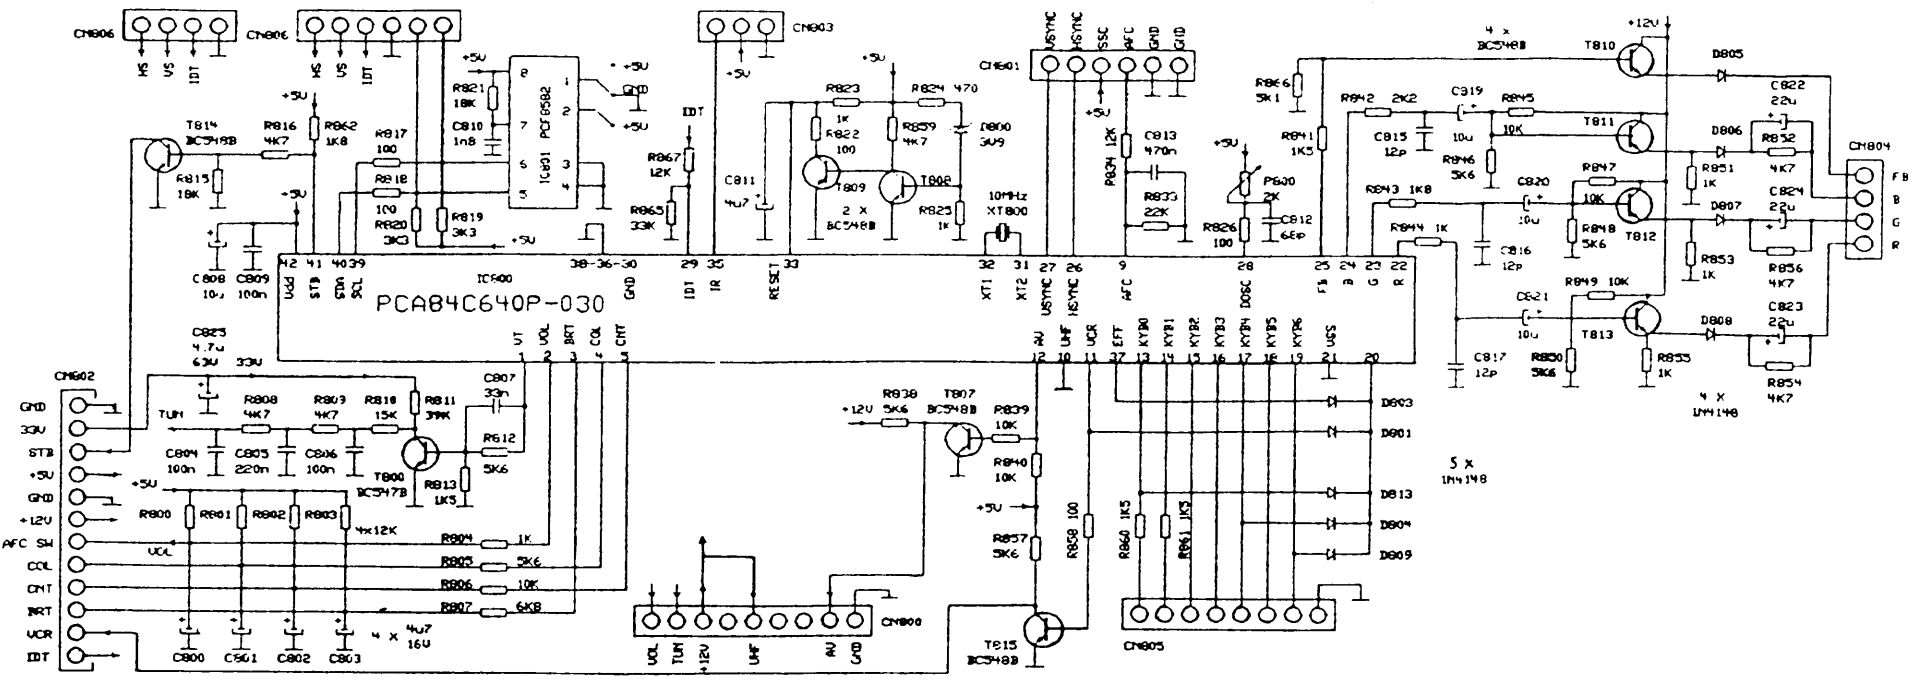 CN806
HS
VS
IDT
CN806
HS
VS
IDT
+5V
R821
18K
C810
1n8
8
7
6
5
1
2
3
4
IC801 PCF8582
+5V
GND
+5V
CN803
+5V
+5V
T814
BC548B
R816
4K7
R862
1K8
R817
100
R818
100
R815
18K
+5V
+5V
R820
3K3
R819
3K3
+5V
C808
10u
C809
100n
IDT
R867
12K
R865
33K
C811
4u7
R823
1K
R822
100
R824 470
R859
4K7
D800
T809
T808
2 x
BC548B
R825
1K
10MHz
XT800
CN801
VSYNC
HSYNC
SSC
AFC
GND
GND
+5V
R834 12K
C813
470n
R833
22K
+5V
P800
2K
R826
100
C812
R866
5K1
R841
1K5
R842 2K2
C815
12p
C819
10u
R845
10K
R846
5K6
4 x
BC548B
+12V
T810
T811
T812
T813
D805
D806
D807
D808
R843 1K8
R844 1K
C820
10u
R847
10K
R848
5K6
C816
12p
R849 10K
C821
10u
R850
5K6
C817
12p
R851
1K
R853
1K
R855
1K
C822
22u
R852
4K7
C824
22u
R856
4K7
C823
22u
R854
4K7
4 x
1N4148
CN804
FB
B
G
R
42
41
40
39
38-36-30
29
35
33
32
31
27
26
9
28
25
24
23
22
Vdd
STB
SDA
SCL
IC800
GND
IDT
IR
RESET
XT1
XT2
VSYNC
HSYNC
AFC
DOSC
FB
B
G
R
PCA84C640P-030
VT
VOL
BRT
COL
CNT
AV
UHF
VCR
EFF
KYB0
KYB1
KYB2
KYB3
KYB4
KYB5
KYB6
VSS
1
2
3
4
5
12
10
11
37
13
14
15
16
17
18
19
21
20
C825
4.7u
63V
33V
CN802
GND
33V
STB
+5V
GND
+12V
AFC SW
COL
CNT
BRT
VCR
IDT
TUN
R808
4K7
R809
4K7
R810
15K
R811
39K
C807
33n
C804
100n
C805
220n
C806
100n
T800
BC547B
R612
5K6
R813
1K5
+5V
R800
R801
R802
R803
4x12K
VOL
R804
1K
R805
5K6
R806
10K
R807
6K8
C800
C801
C802
C803
4 x 4u7
16V
R838
5K6
+12V
T807
BC548B
R839
10K
R840
10K
+5V
R857
5K6
R858 100
R860 1K5
R861 1K5
D803
D801
D813
D804
D809
5 x
1N4148
VOL
TUN
+12V
UHF
AV
GND
CN800
T815
BC548B
CN805